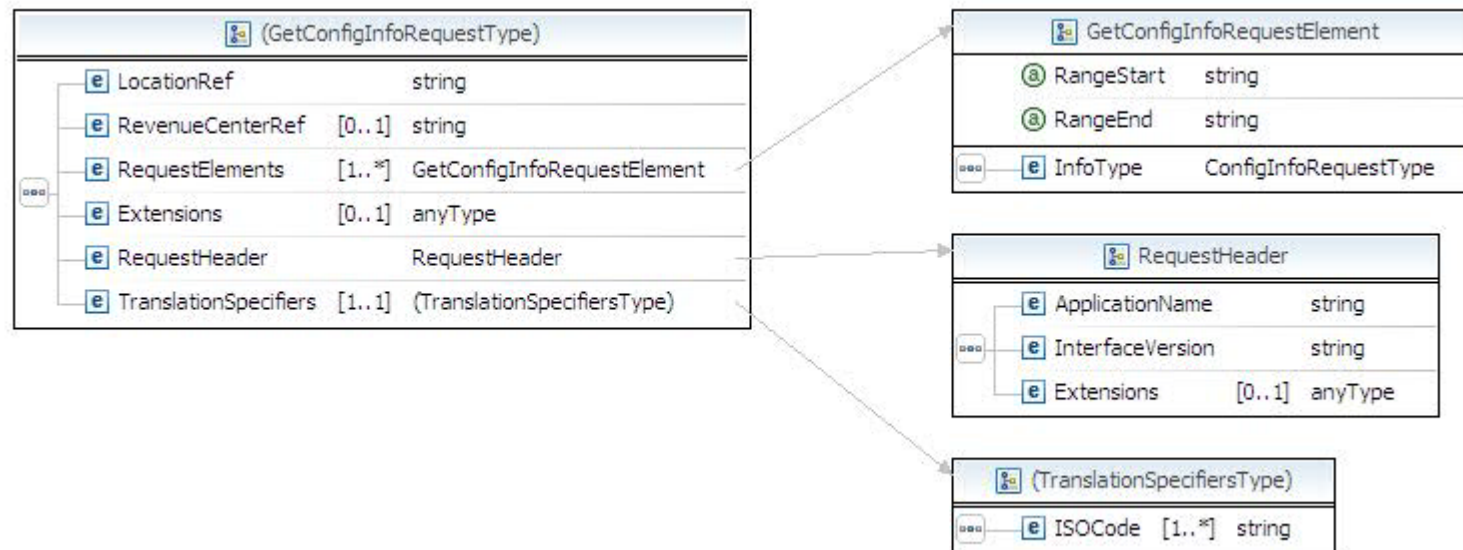 (GetConfigInfoRequestType)
e LocationRef string
e RevenueCenterRef [0..1] string
e RequestElements [1..*] GetConfigInfoRequestElement
e Extensions [0..1] anyType
e RequestHeader RequestHeader
e TranslationSpecifiers [1..1] (TranslationSpecifiersType)
GetConfigInfoRequestElement
a RangeStart string
a RangeEnd string
e InfoType ConfigInfoRequestType
RequestHeader
e ApplicationName string
e InterfaceVersion string
e Extensions [0..1] anyType
(TranslationSpecifiersType)
e ISOCode [1..*] string